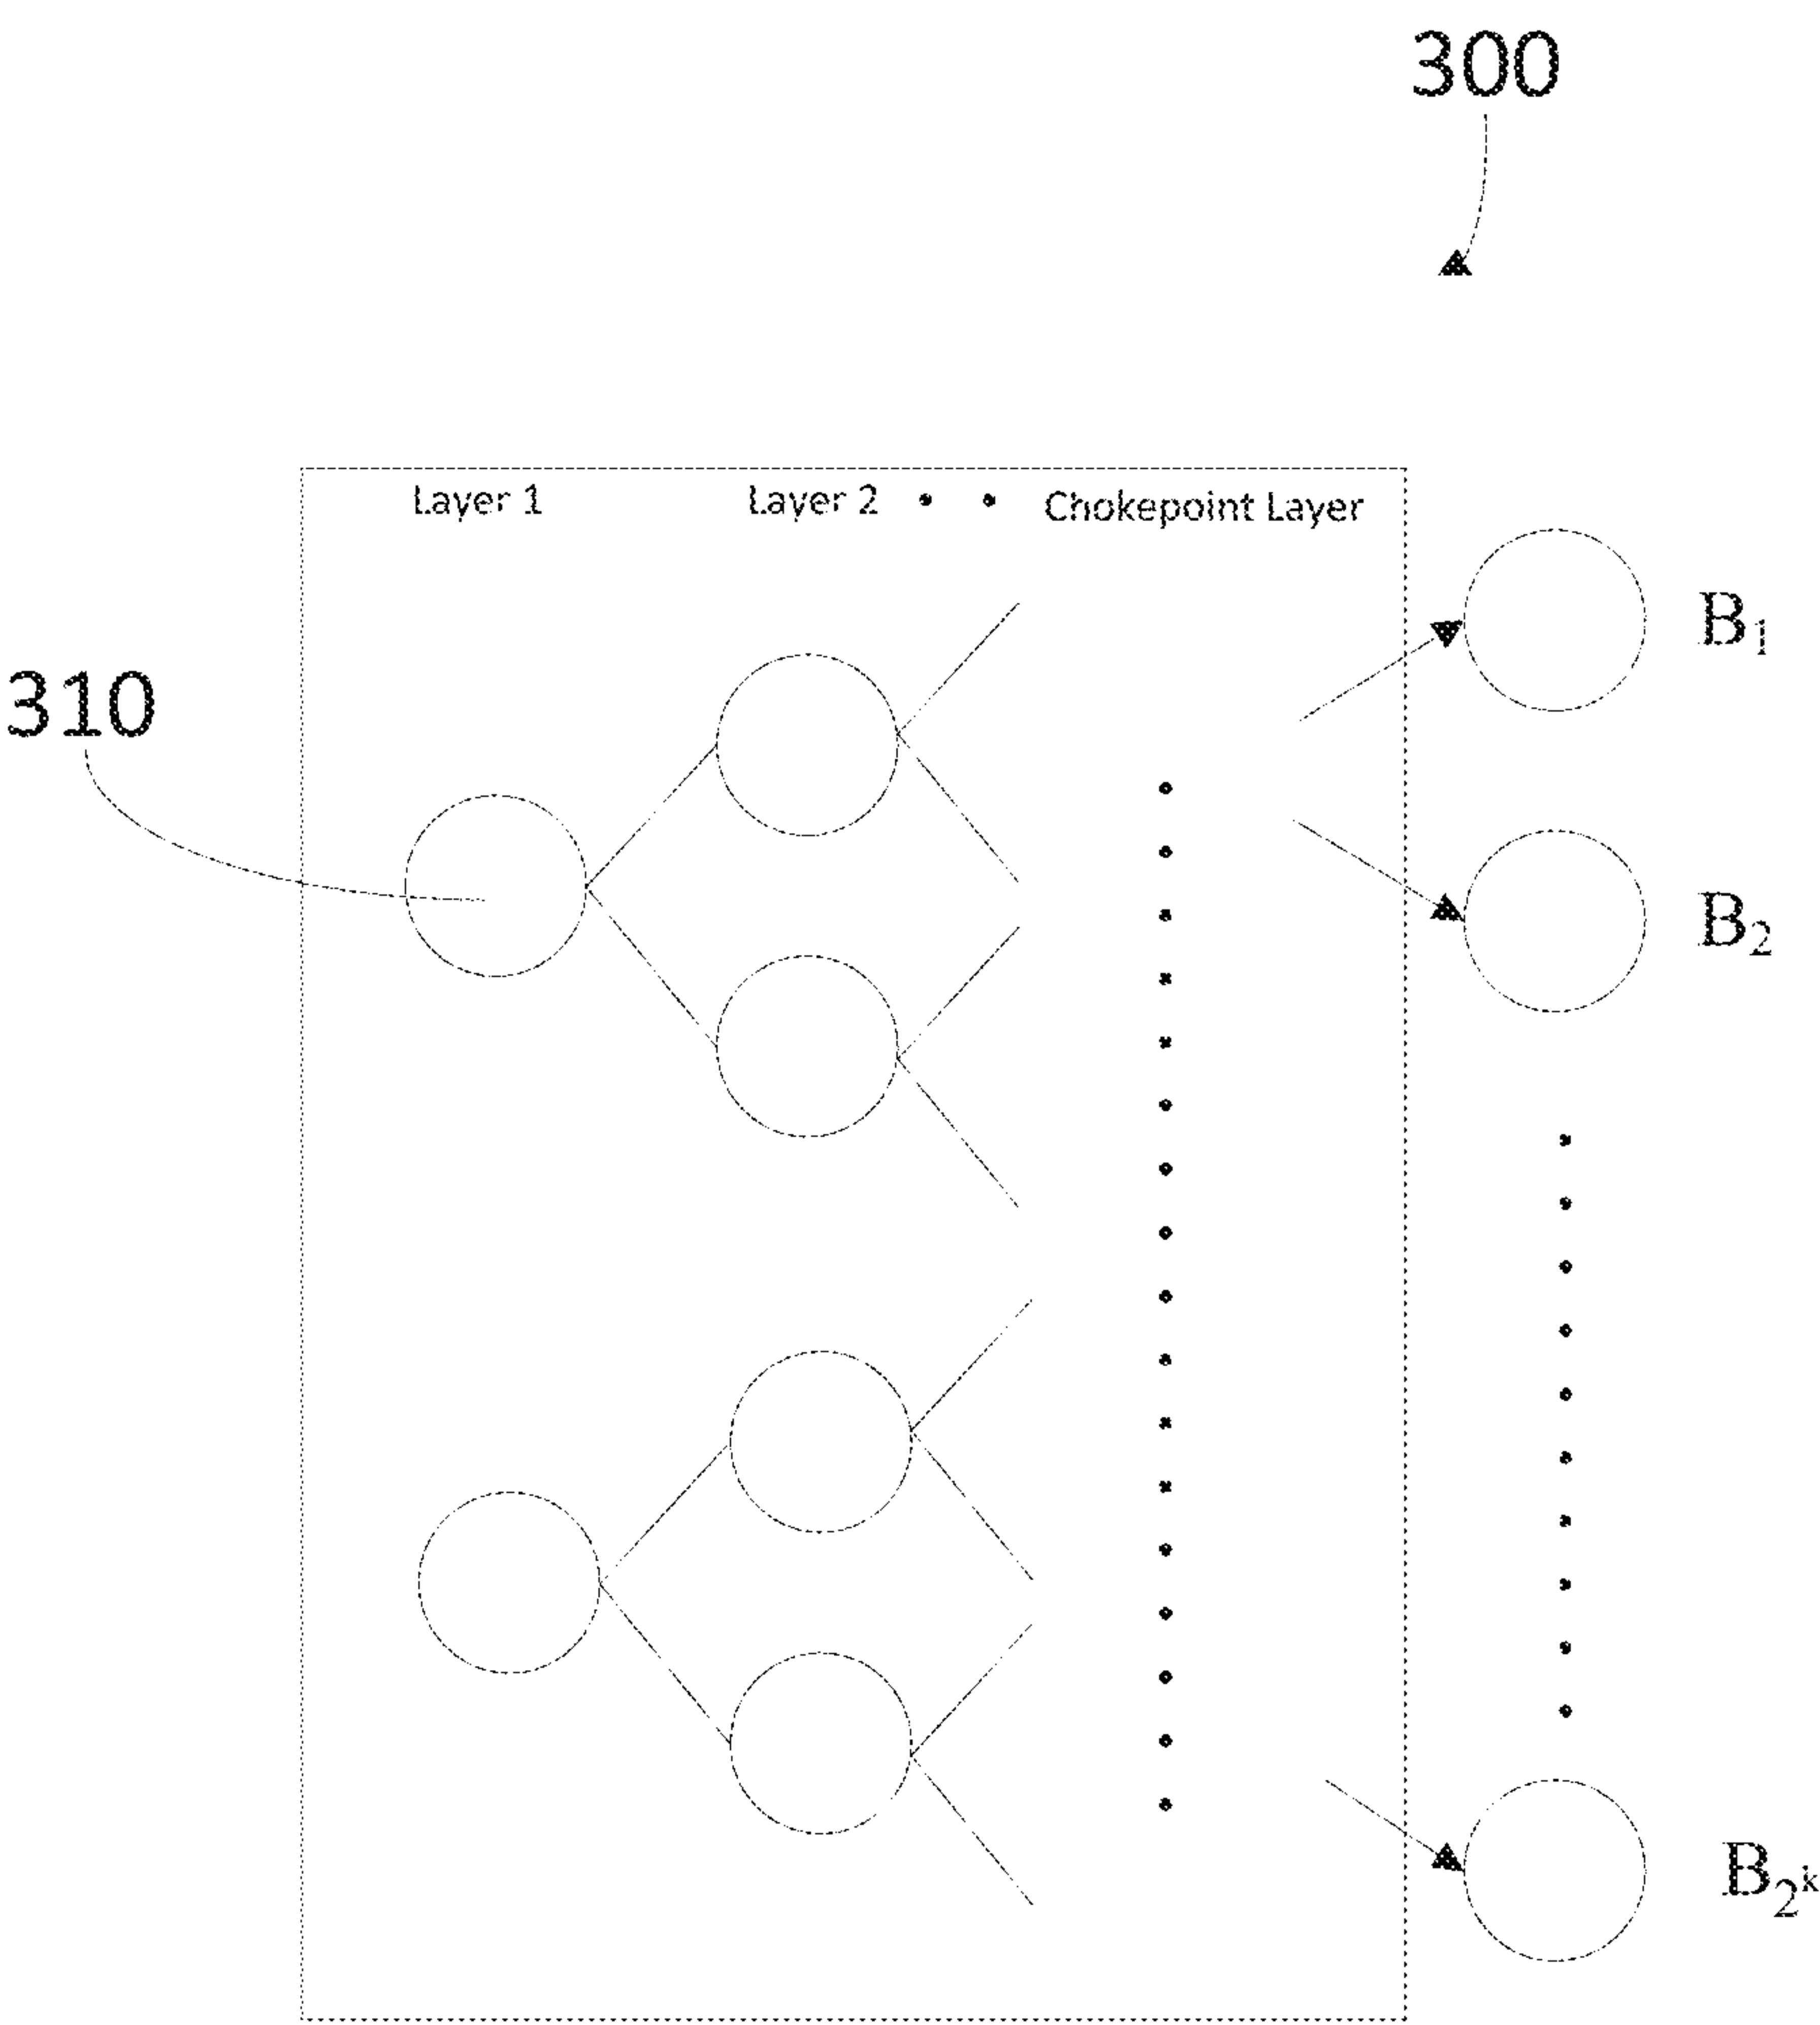 300
Layer 1 Layer 2 • • Chokepoint Layer
B₁
310
B₂
B₂ᵏ